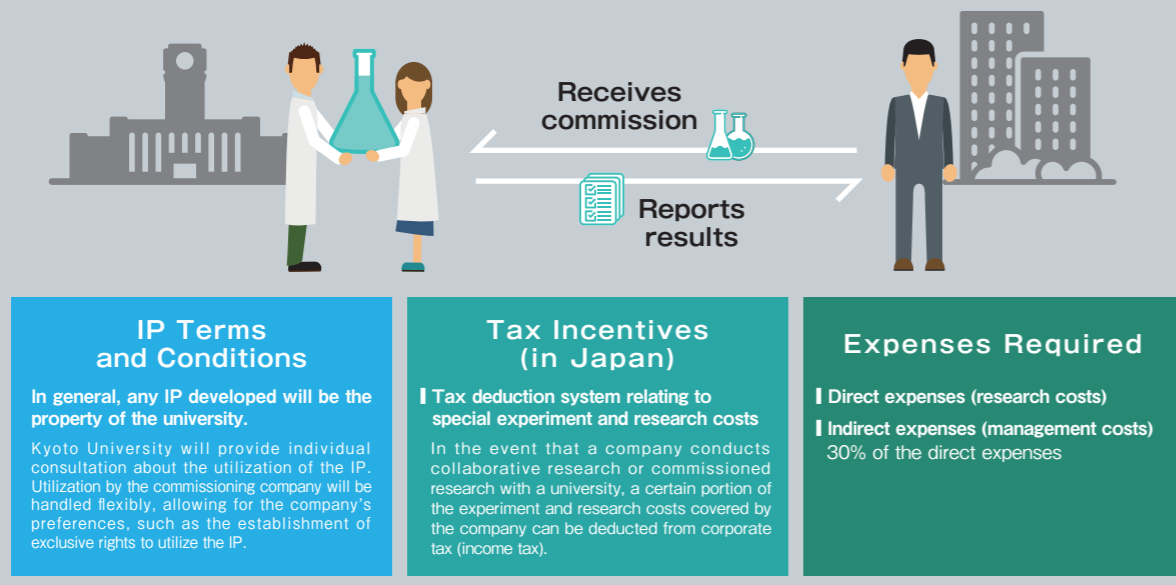 Receives
commission
Reports
results
IP Terms
and Conditions
In general, any IP developed will be the
property of the university.
Kyoto University will provide individual
consultation about the utilization of the IP.
Utilization by the commissioning company will be
handled flexibly, allowing for the company's
preferences, such as the establishment of
exclusive rights to utilize the IP.
Tax Incentives
(in Japan)
Tax deduction system relating to
special experiment and research costs
In the event that a company conducts
collaborative research or commissioned
research with a university, a certain portion of
the experiment and research costs covered by
the company can be deducted from corporate
tax (income tax).
Expenses Required
Direct expenses (research costs)
Indirect expenses (management costs)
30% of the direct expenses